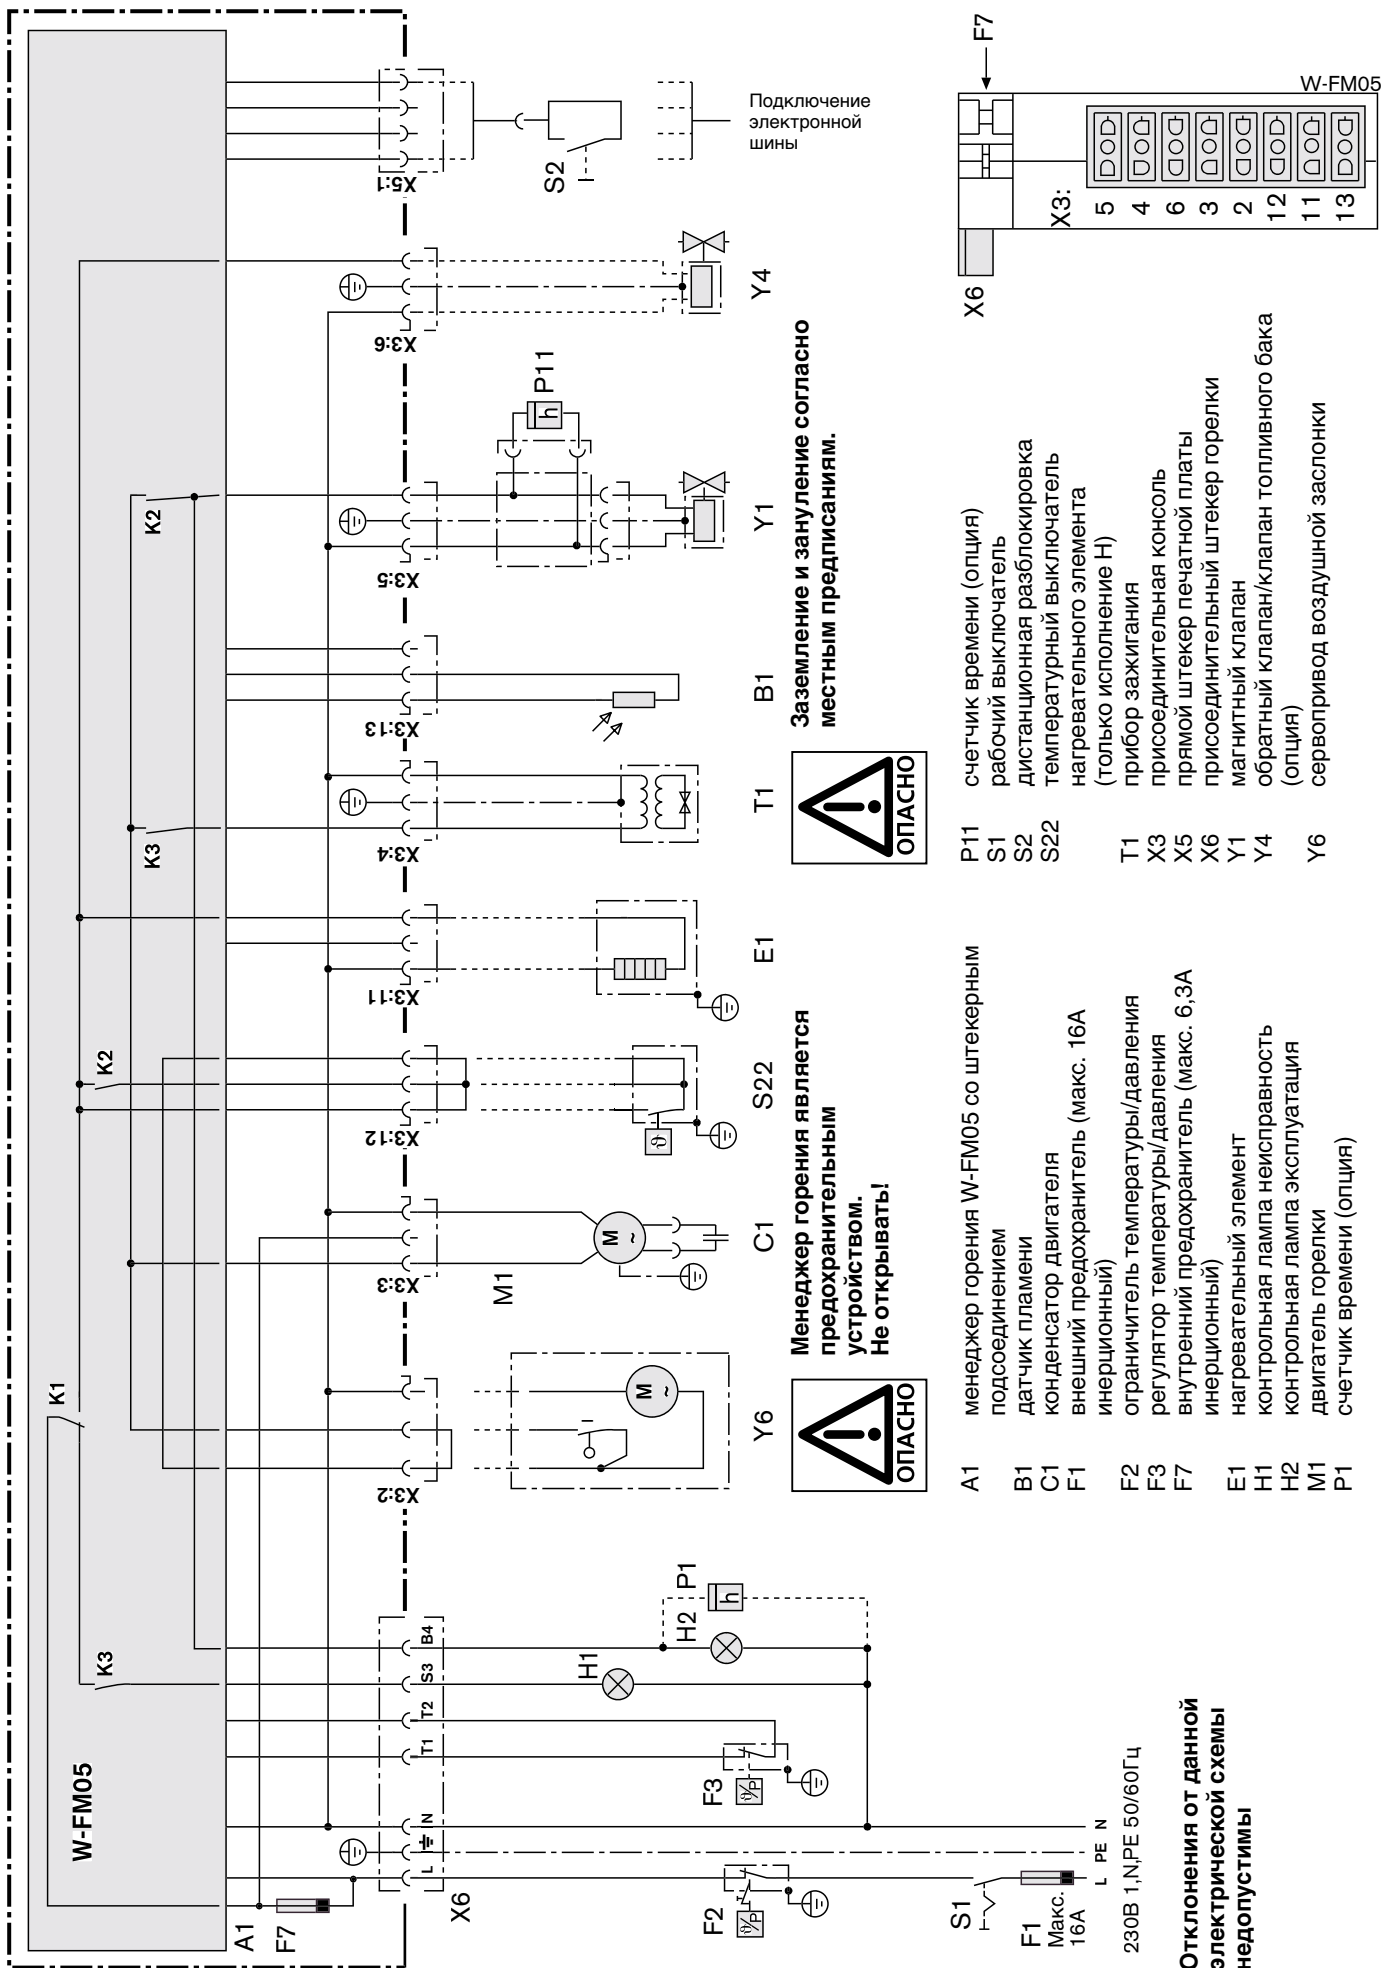 W-FM05
K3
K1
K2
K3
K2
A1
F7
X6
L
N
T1
T2
S3
B4
X3:2
X3:3
X3:12
X3:11
X3:4
X3:13
X3:5
X3:6
X5:1
F2
ϑ/P
F3
ϑ/P
H1
H2
P1
h
M
~
M1
M
~
ϑ
P11
h
S2
S1
F1
Макс.
16A
L
PE
N
230В 1,N,PE 50/60Гц
Y6
C1
S22
E1
T1
B1
Y1
Y4
Подключение
электронной
шины
Отклонения от данной
электрической схемы
недопустимы
ОПАСНО
Менеджер горения является
предохранительным
устройством.
Не открывать!
ОПАСНО
Заземление и зануление согласно
местным предписаниям.
A1 менеджер горения W-FM05 со штекерным
подсоединением
B1 датчик пламени
C1 конденсатор двигателя
F1 внешний предохранитель (макс. 16А
инерционный)
F2 ограничитель температуры/давления
F3 регулятор температуры/давления
F7 внутренний предохранитель (макс. 6,3А
инерционный)
E1 нагревательный элемент
H1 контрольная лампа неисправность
H2 контрольная лампа эксплуатация
M1 двигатель горелки
P1 счетчик времени (опция)
P11 счетчик времени (опция)
S1 рабочий выключатель
S2 дистанционная разблокировка
S22 температурный выключатель
нагревательного элемента
(только исполнение H)
T1 прибор зажигания
X3 присоединительная консоль
X5 прямой штекер печатной платы
X6 присоединительный штекер горелки
Y1 магнитный клапан
Y4 обратный клапан/клапан топливного бака
(опция)
Y6 сервопривод воздушной заслонки
X6
F7
X3:
5
4
6
3
2
12
11
13
W-FM05